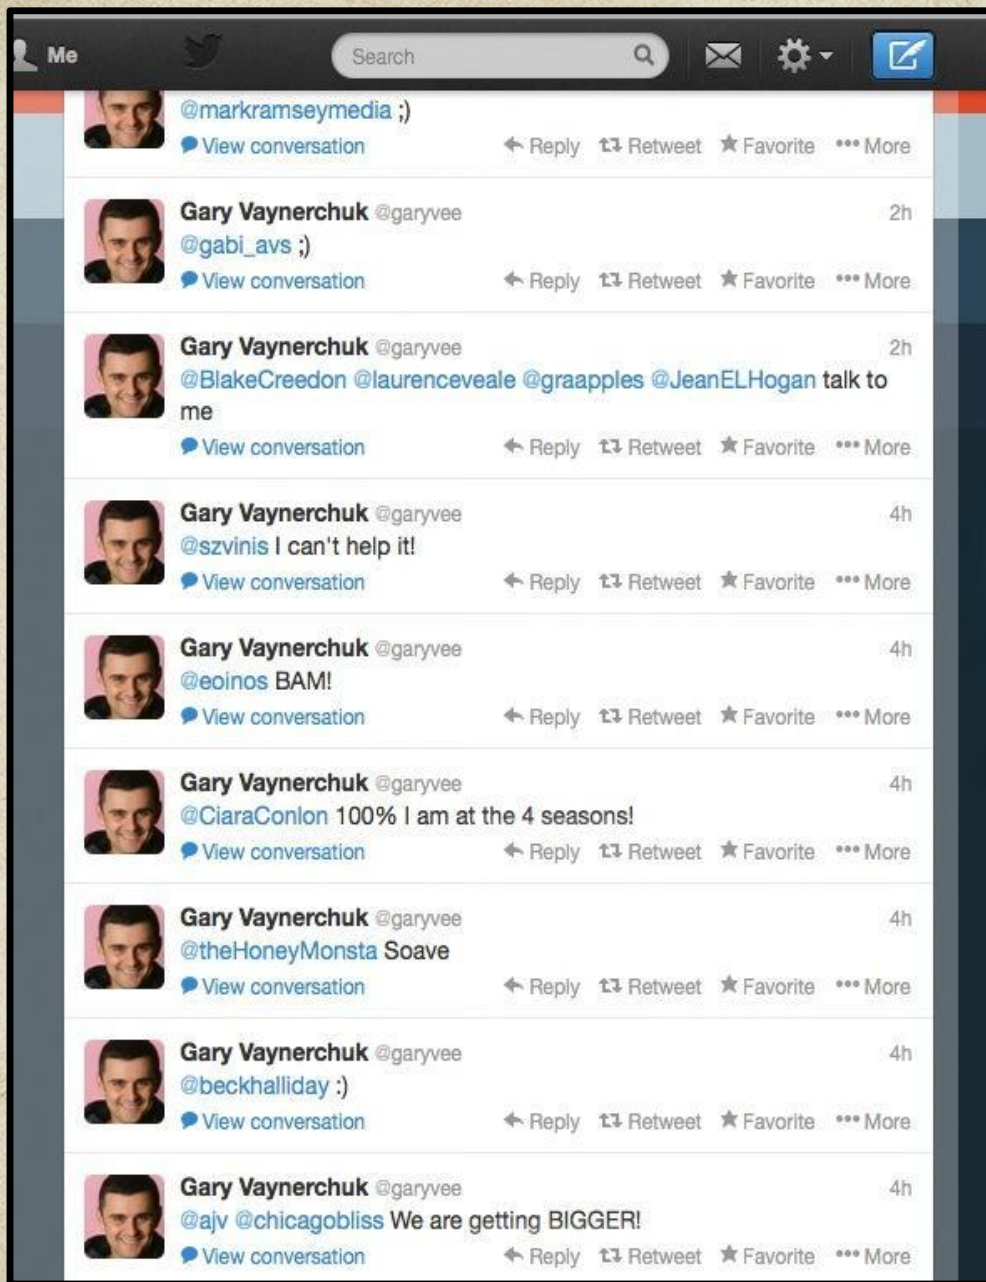 Me
Search
@markramseymedia ;)
View conversation Reply Retweet Favorite More
Gary Vaynerchuk @garyvee 2h
@gabi_avs ;)
View conversation Reply Retweet Favorite More
Gary Vaynerchuk @garyvee 2h
@BlakeCreedon @laurenceveale @graapples @JeanELHogan talk to
me
View conversation Reply Retweet Favorite More
Gary Vaynerchuk @garyvee 4h
@szvinis I can't help it!
View conversation Reply Retweet Favorite More
Gary Vaynerchuk @garyvee 4h
@eoinos BAM!
View conversation Reply Retweet Favorite More
Gary Vaynerchuk @garyvee 4h
@CiaraConlon 100% I am at the 4 seasons!
View conversation Reply Retweet Favorite More
Gary Vaynerchuk @garyvee 4h
@theHoneyMonsta Soave
View conversation Reply Retweet Favorite More
Gary Vaynerchuk @garyvee 4h
@beckhalliday :)
View conversation Reply Retweet Favorite More
Gary Vaynerchuk @garyvee 4h
@ajv @chicagobliss We are getting BIGGER!
View conversation Reply Retweet Favorite More